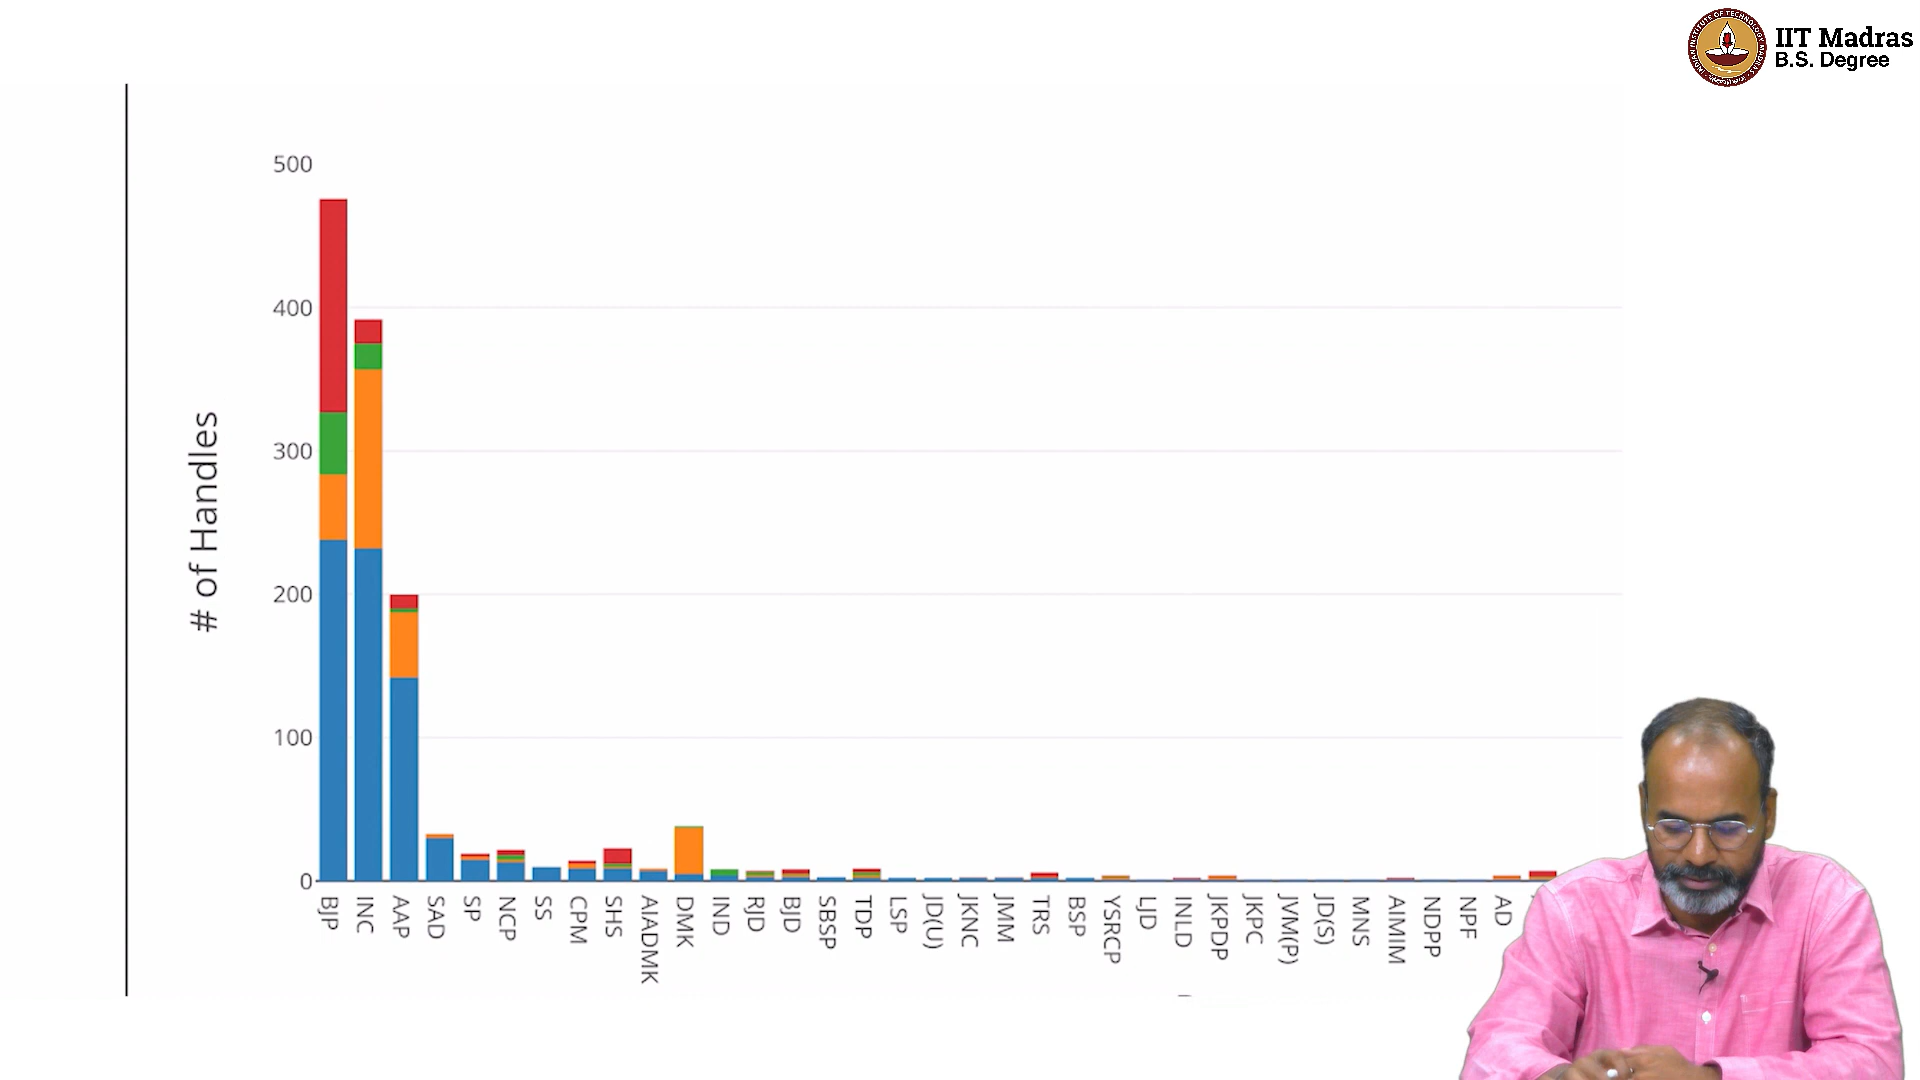 IIT Madras
B.S. Degree
500
400
300
200
100
0
# of Handles
BJP
INC
AAP
SAD
SP
NCP
SS
CPM
SHS
AIADMK
DMK
IND
RJD
BJD
SBSP
TDP
LSP
JD(U)
JKNC
JMM
TRS
BSP
YSRCP
LJD
INLD
JKPDP
JKPC
JVM(P)
JD(S)
MNS
AIMIM
NDPP
NPF
AD